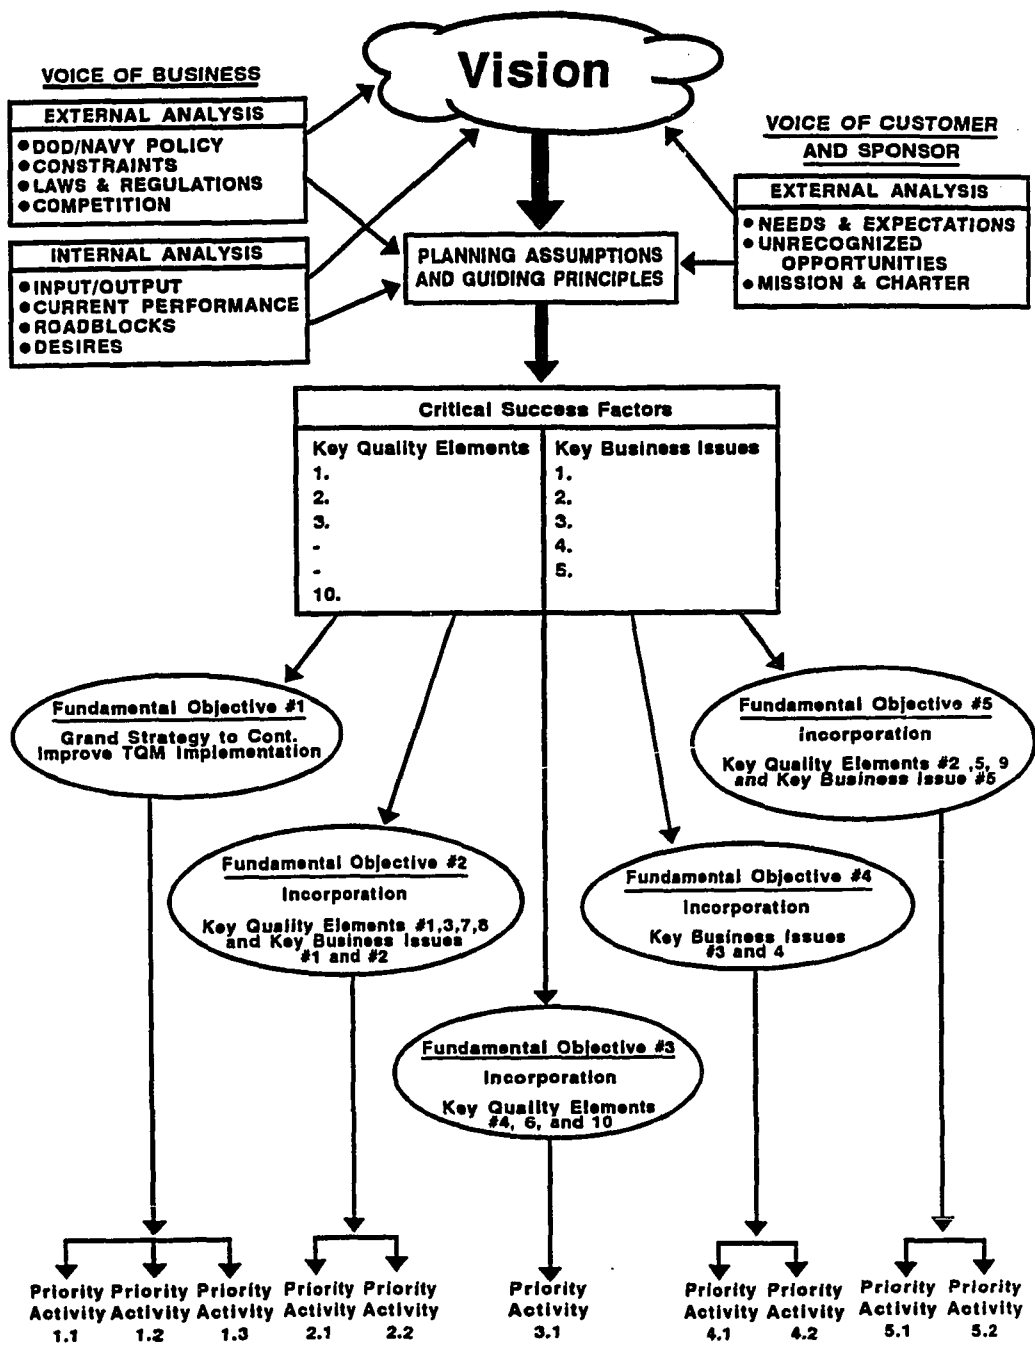 Vision
VOICE OF BUSINESS
EXTERNAL ANALYSIS
●DOD/NAVY POLICY
●CONSTRAINTS
●LAWS & REGULATIONS
●COMPETITION
INTERNAL ANALYSIS
●INPUT/OUTPUT
●CURRENT PERFORMANCE
●ROADBLOCKS
●DESIRES
VOICE OF CUSTOMER
AND SPONSOR
EXTERNAL ANALYSIS
● NEEDS & EXPECTATIONS
● UNRECOGNIZED
OPPORTUNITIES
● MISSION & CHARTER
PLANNING ASSUMPTIONS
AND GUIDING PRINCIPLES
Critical Success Factors
Key Quality Elements
1.
2.
3.
-
-
10.
Key Business Issues
1.
2.
3.
4.
5.
Fundamental Objective #1
Grand Strategy to Cont.
Improve TQM Implementation
Fundamental Objective #5
Incorporation
Key Quality Elements #2 ,5, 9
and Key Business Issue #5
Fundamental Objective #2
Incorporation
Key Quality Elements #1,3,7,8
and Key Business Issues
#1 and #2
Fundamental Objective #4
Incorporation
Key Business Issues
#3 and 4
Fundamental Objective #3
Incorporation
Key Quality Elements
#4, 6, and 10
Priority
Activity
1.1
Priority
Activity
1.2
Priority
Activity
1.3
Priority
Activity
2.1
Priority
Activity
2.2
Priority
Activity
3.1
Priority
Activity
4.1
Priority
Activity
4.2
Priority
Activity
5.1
Priority
Activity
5.2